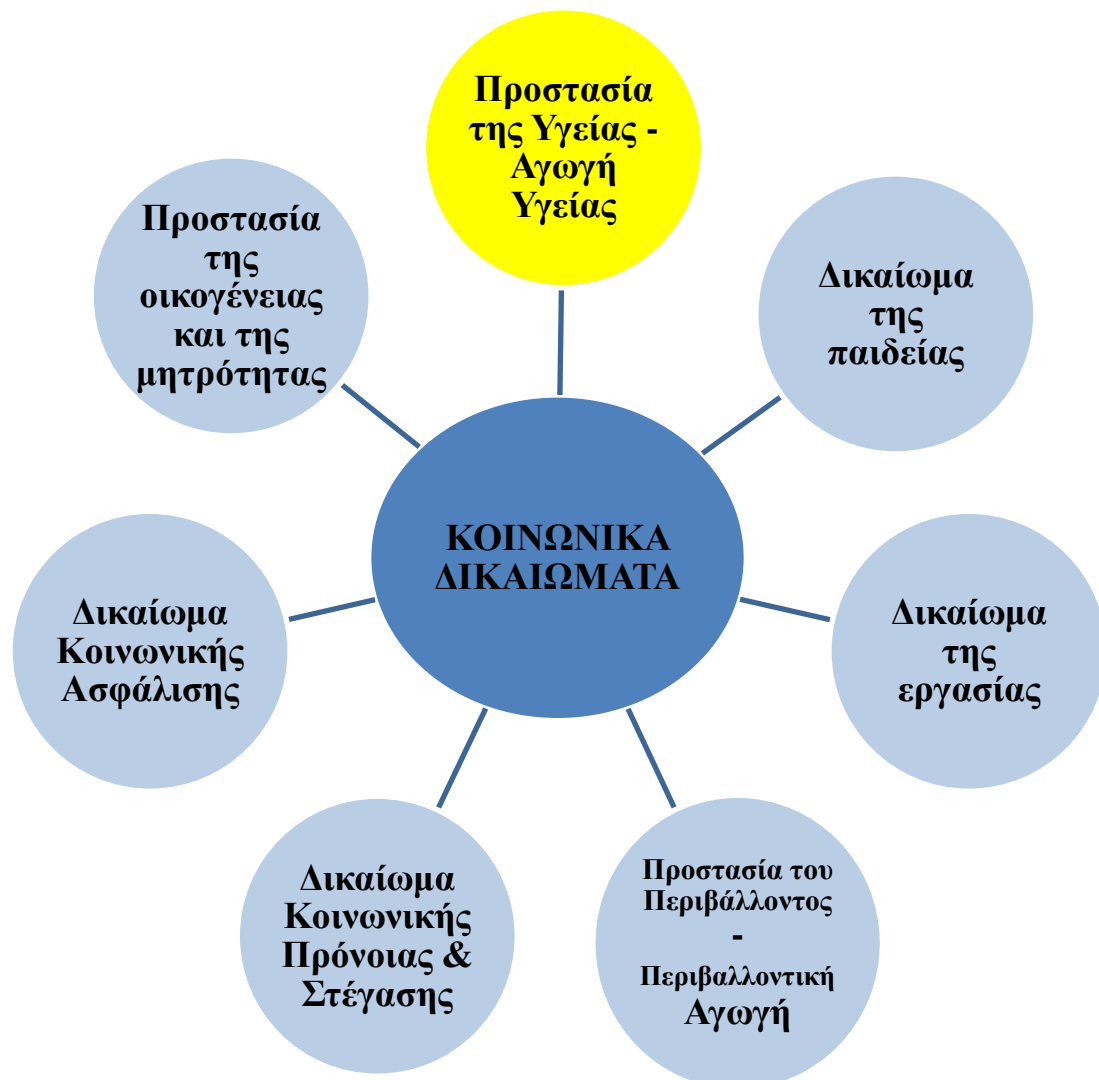 Προστασία
της Υγείας -
Αγωγή
Υγείας
Δικαίωμα
της
παιδείας
Δικαίωμα
της
εργασίας
Προστασία του
Περιβάλλοντος
-
Περιβαλλοντική
Αγωγή
Δικαίωμα
Κοινωνικής
Πρόνοιας &
Στέγασης
Δικαίωμα
Κοινωνικής
Ασφάλισης
Προστασία
της
οικογένειας
και της
μητρότητας
ΚΟΙΝΩΝΙΚΑ
ΔΙΚΑΙΩΜΑΤΑ